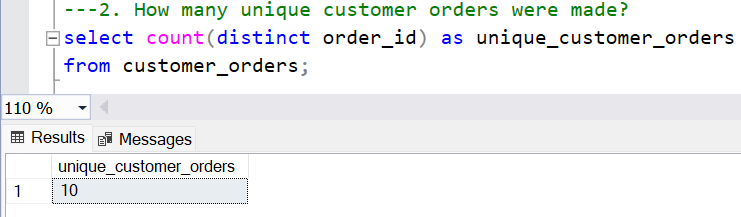 ---2. How many unique customer orders were made?
select count(distinct order_id) as unique_customer_orders
from customer_orders;
110 %
Results Messages
unique_customer_orders
1 10